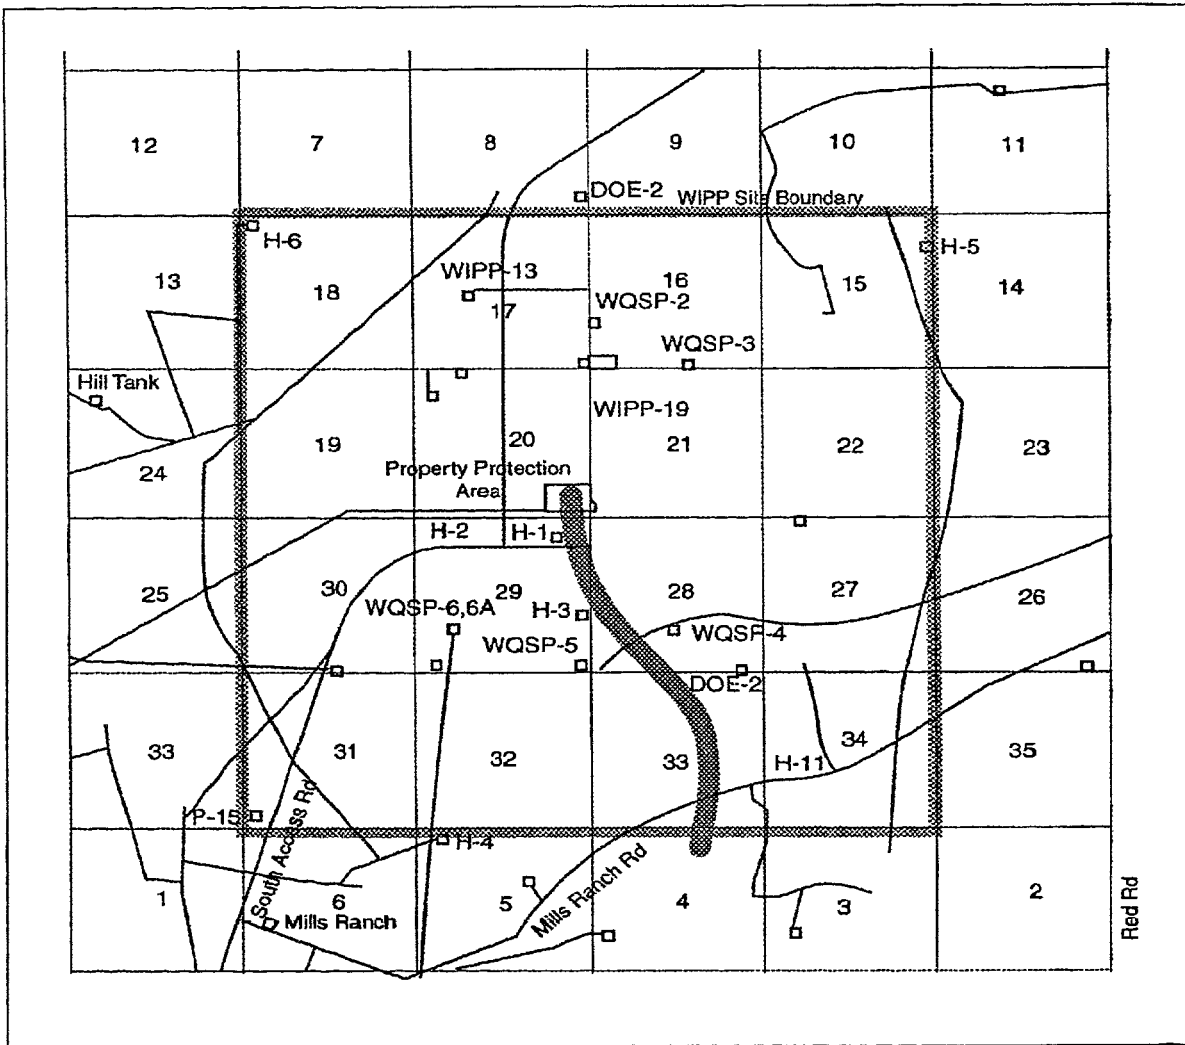 12
7
8
9
10
11
DOE-2
WIPP Site Boundary
H-6
H-5
13
18
WIPP-13
17
16
WQSP-2
15
14
WQSP-3
Hill Tank
WIPP-19
19
20
21
22
23
24
Property Protection
Area
H-2
H-1
25
30
29
28
27
26
WQSP-6,6A
H-3
WQSP-5
WQSP-4
DOE-2
33
31
32
33
34
35
H-11
P-15
South Access Rd
H-4
Mills Ranch Rd
1
6
5
4
3
2
Mills Ranch
Red Rd